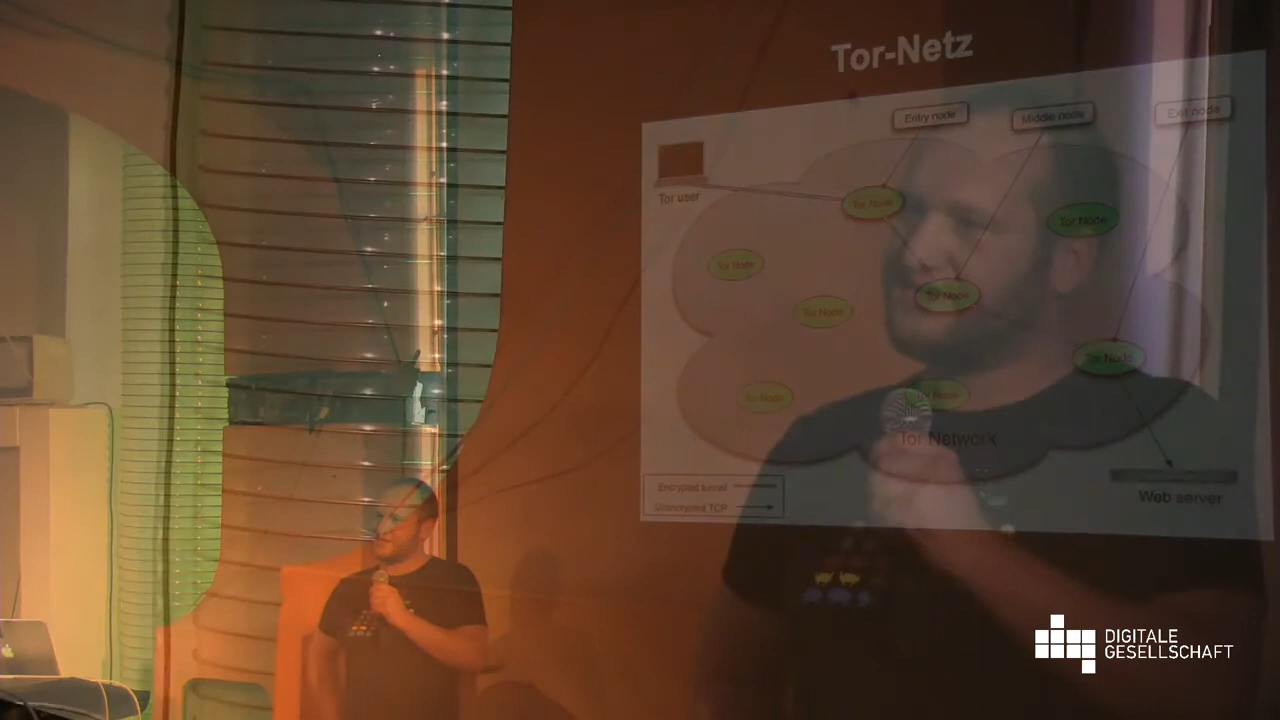 Tor-Netz
Entry node
Middle node
Exit node
Tor user
Tor Node
Tor Node
Tor Node
Tor Node
Tor Node
Tor Node
Tor Node
Tor Node
Tor Network
Encrypted tunnel
Unencrypted TCP
Web server
DIGITALE
GESELLSCHAFT